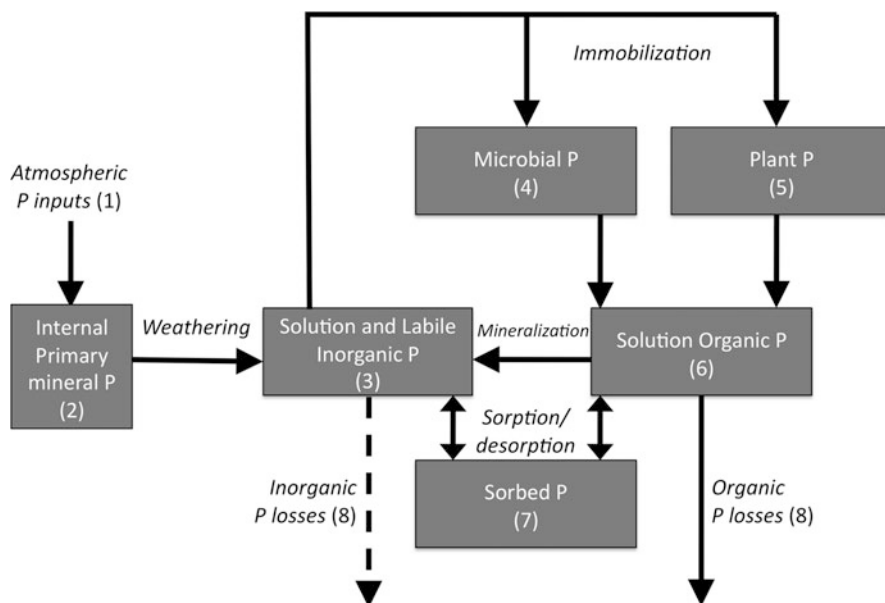 Immobilization
Microbial P
(4)
Plant P
(5)
Atmospheric
P inputs (1)
Internal
Primary
mineral P
(2)
Weathering
Solution and Labile
Inorganic P
(3)
Mineralization
Solution Organic P
(6)
Sorption/
desorption
Sorbed P
(7)
Inorganic
P losses (8)
Organic
P losses (8)